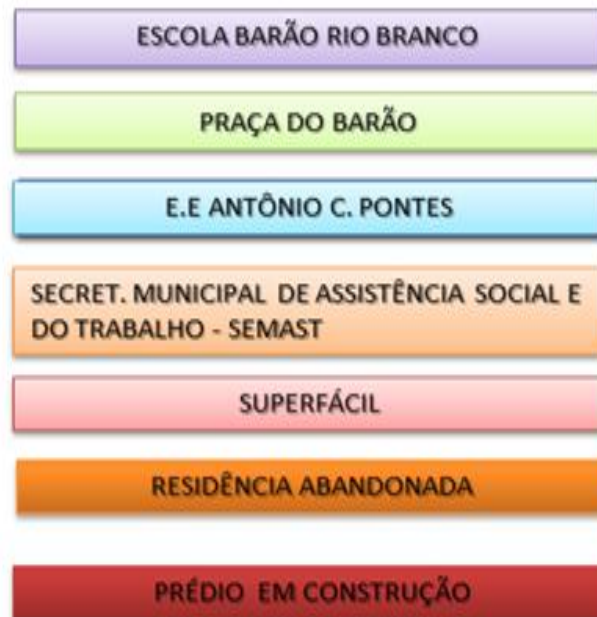 ESCOLA BARÃO RIO BRANCO
PRAÇA DO BARÃO
E.E ANTÔNIO C. PONTES
SECRET. MUNICIPAL DE ASSISTÊNCIA SOCIAL E
DO TRABALHO - SEMAST
SUPERFÁCIL
RESIDÊNCIA ABANDONADA
PRÉDIO EM CONSTRUÇÃO